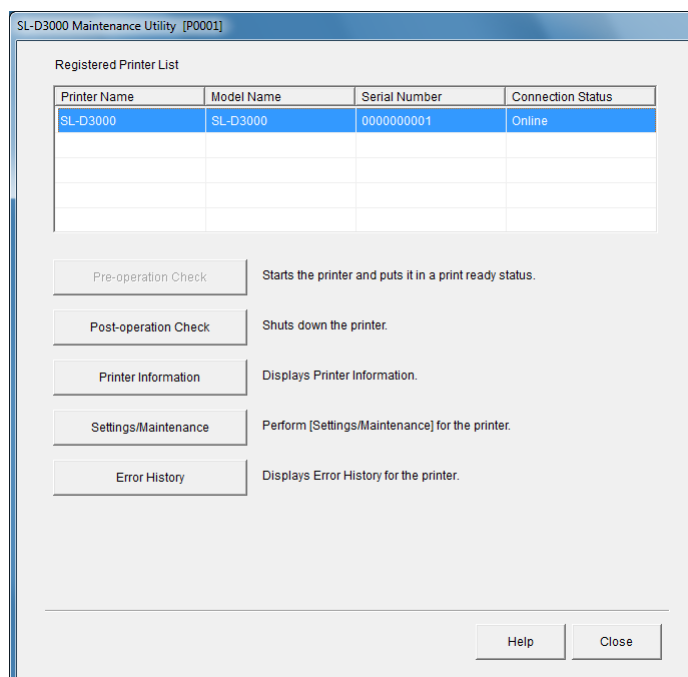 SL-D3000 Maintenance Utility [P0001]
Registered Printer List
Printer Name Model Name Serial Number Connection Status
SL-D3000 SL-D3000 0000000001 Online
Pre-operation Check Starts the printer and puts it in a print ready status.
Post-operation Check Shuts down the printer.
Printer Information Displays Printer Information.
Settings/Maintenance Perform [Settings/Maintenance] for the printer.
Error History Displays Error History for the printer.
Help Close